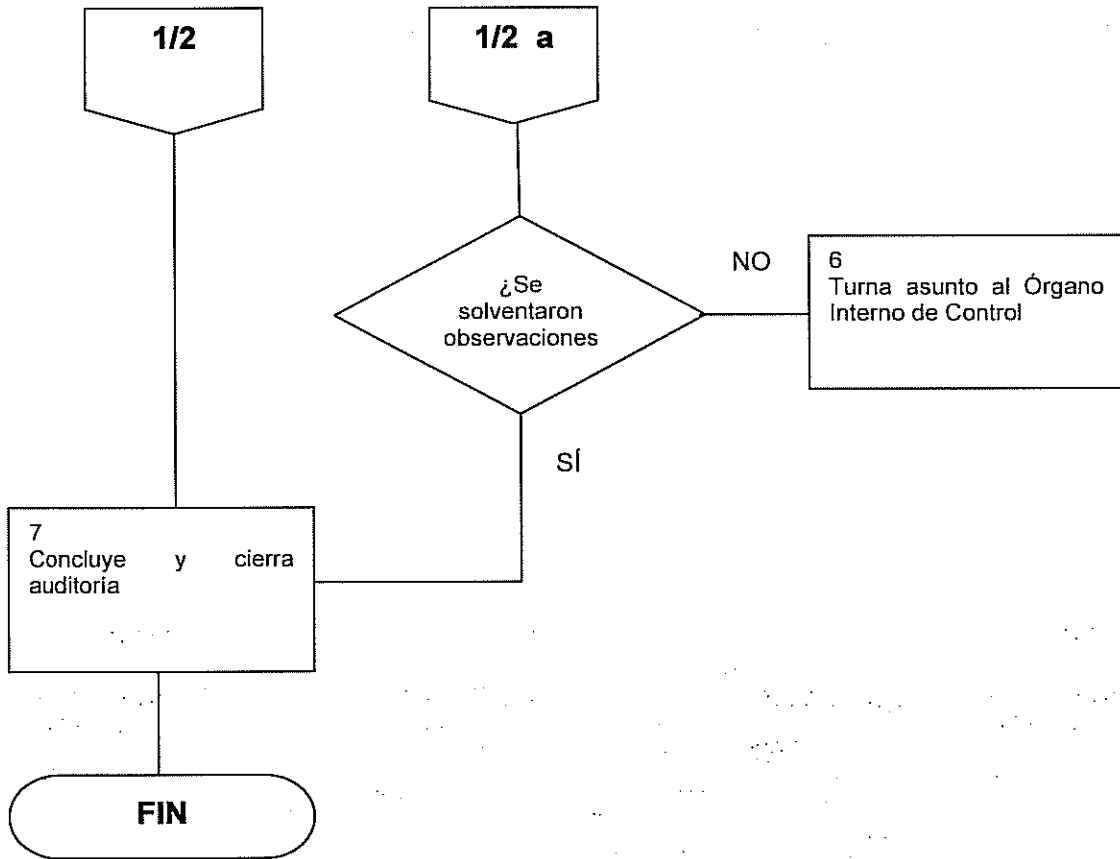 1/2
1/2 a
¿Se
solventaron
observaciones
NO
6
Turna asunto al Órgano
Interno de Control
SÍ
7
Concluye y cierra
auditoría
FIN